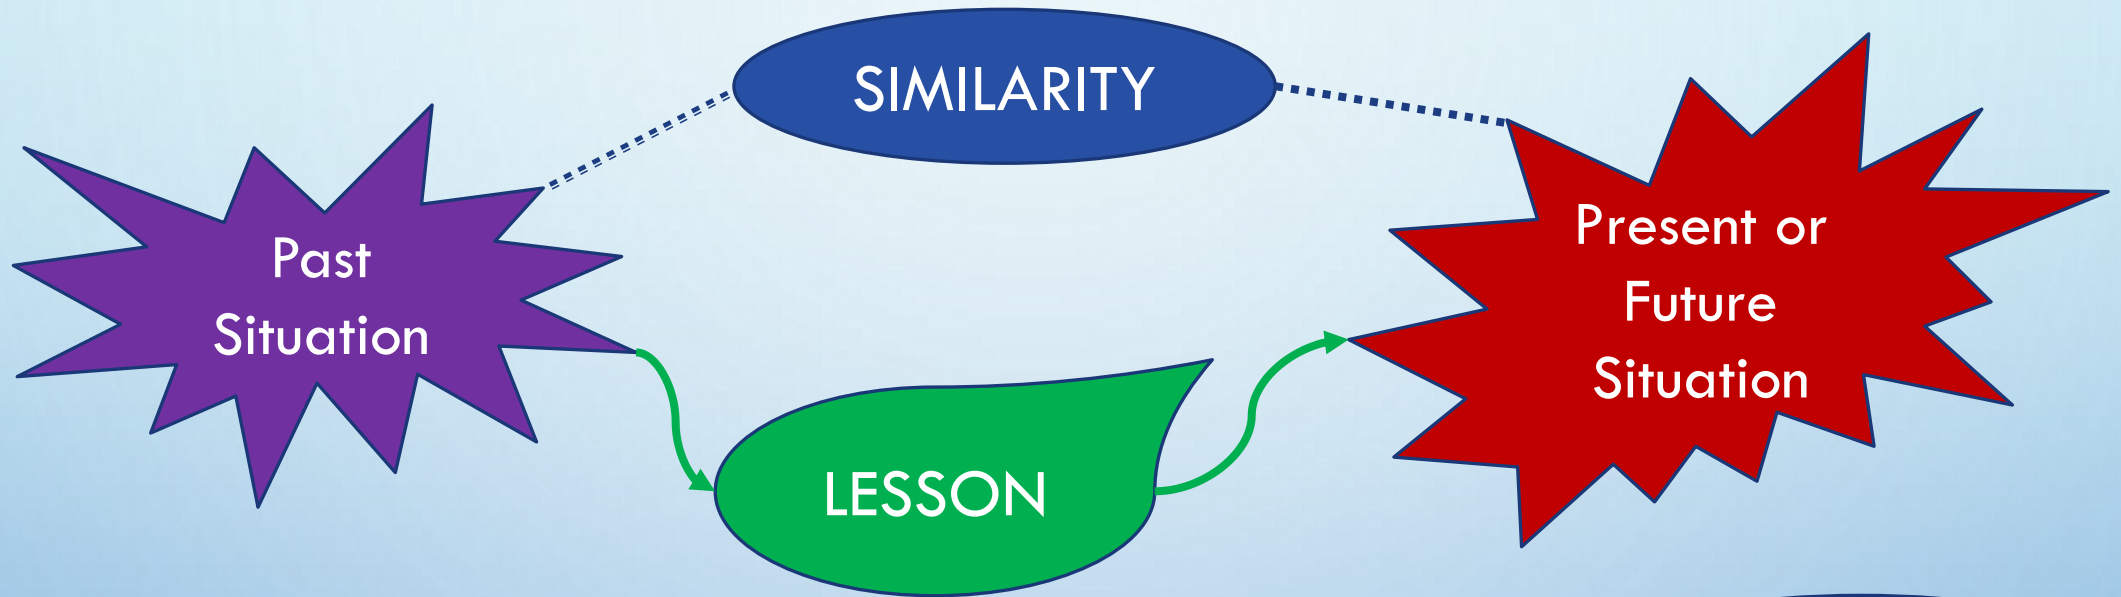 SIMILARITY
Past
Situation
Present or
Future
Situation
LESSON